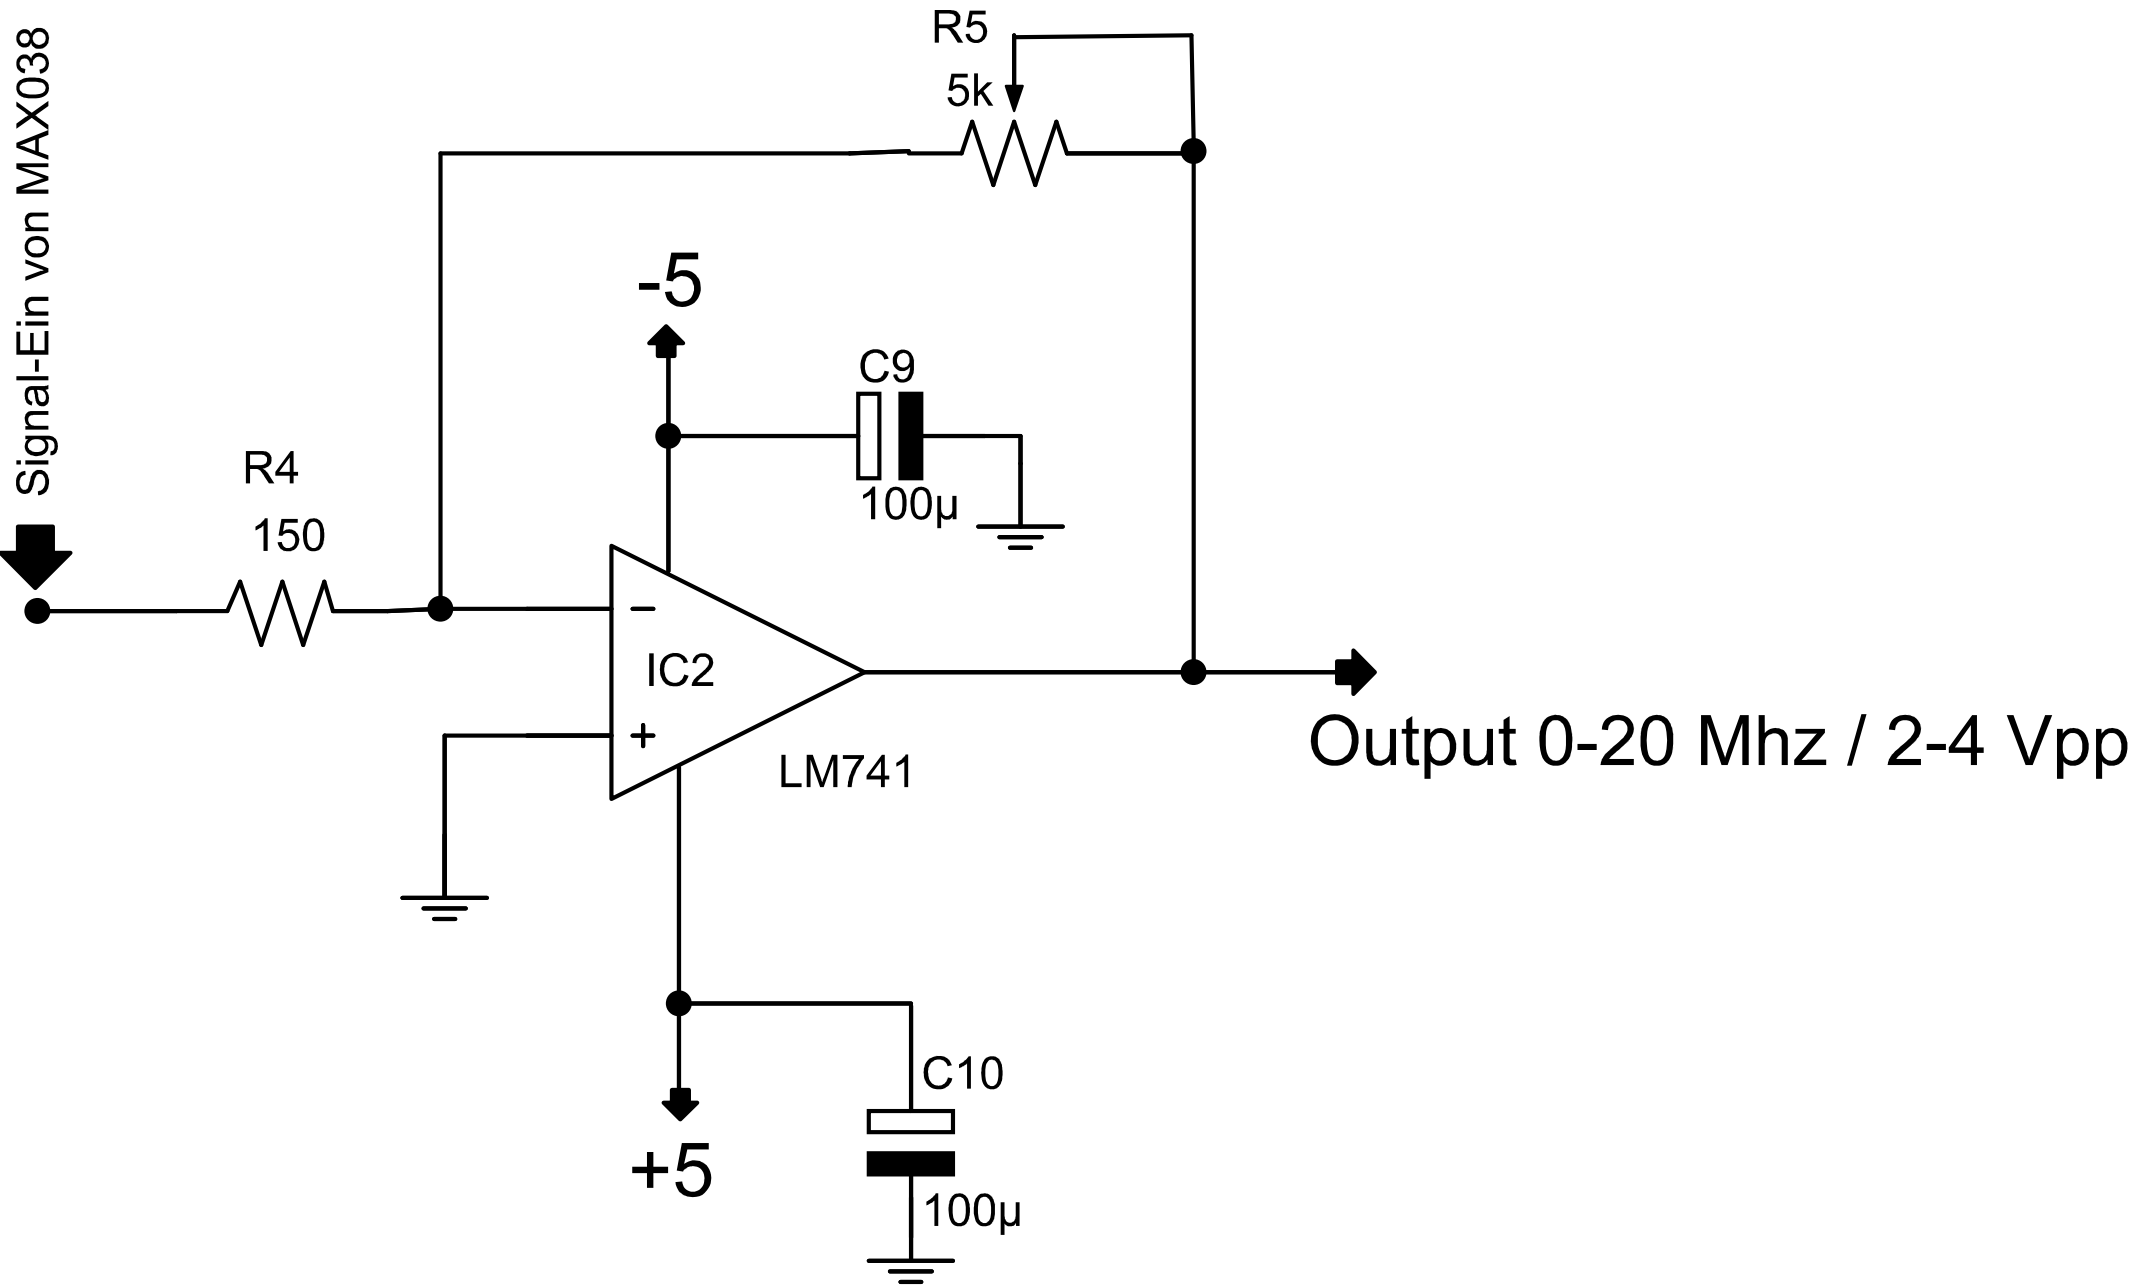 Signal-Ein von MAX038
R5
5k
-5
C9
100µ
R4
150
−
IC2
+
LM741
Output 0-20 Mhz / 2-4 Vpp
C10
+5
100µ